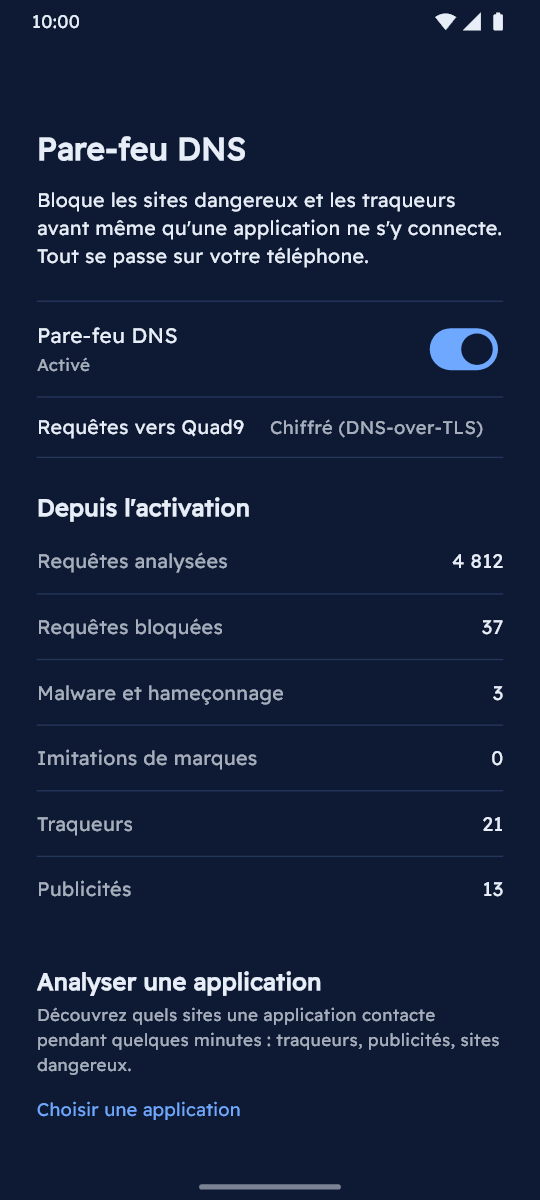 10:00
Pare-feu DNS
Bloque les sites dangereux et les traqueurs
avant même qu'une application ne s'y connecte.
Tout se passe sur votre téléphone.
Pare-feu DNS
Activé
Requêtes vers Quad9 Chiffré (DNS-over-TLS)
Depuis l'activation
Requêtes analysées 4 812
Requêtes bloquées 37
Malware et hameçonnage 3
Imitations de marques 0
Traqueurs 21
Publicités 13
Analyser une application
Découvrez quels sites une application contacte
pendant quelques minutes : traqueurs, publicités, sites
dangereux.
Choisir une application